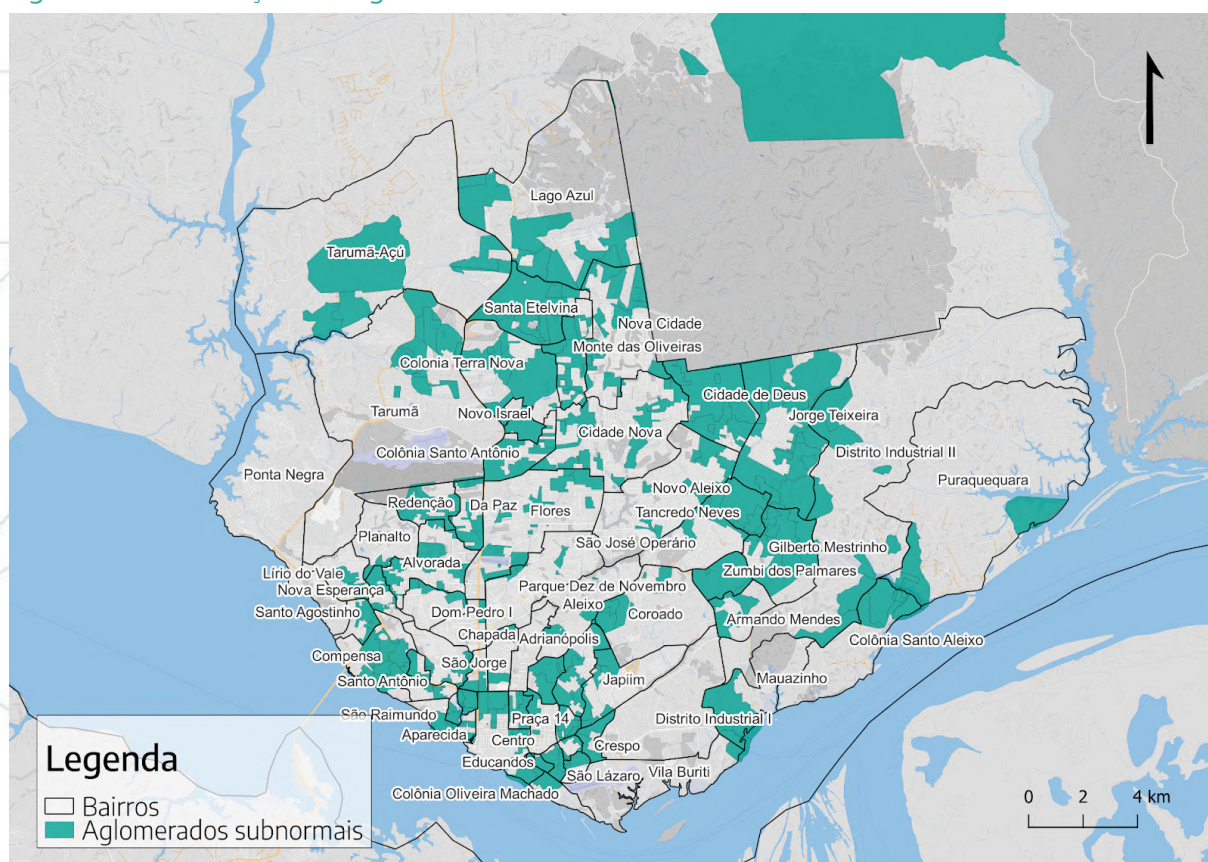 Lago Azul
Tarumã-Açú
Santa Etelvina
Nova Cidade
Monte das Oliveiras
Colonia Terra Nova
Cidade de Deus
Tarumã
Novo Israel
Jorge Teixeira
Cidade Nova
Colônia Santo Antônio
Distrito Industrial II
Ponta Negra
Puraquequara
Novo Aleixo
Redenção
Da Paz
Flores
Tancredo Neves
Planalto
São José Operário
Gilberto Mestrinho
Alvorada
Lírio do Vale
Zumbi dos Palmares
Nova Esperança
Parque Dez de Novembro
Santo Agostinho
Aleixo
Dom Pedro I
Coroado
Armando Mendes
Chapada
Adrianópolis
Colônia Santo Aleixo
Compensa
São Jorge
Japiim
Mauazinho
Santo Antônio
São Raimundo
Praça 14
Distrito Industrial I
Aparecida
Centro
Crespo
Educandos
São Lázaro
Vila Buriti
Colônia Oliveira Machado
Legenda
Bairros
Aglomerados subnormais
0 2 4 km